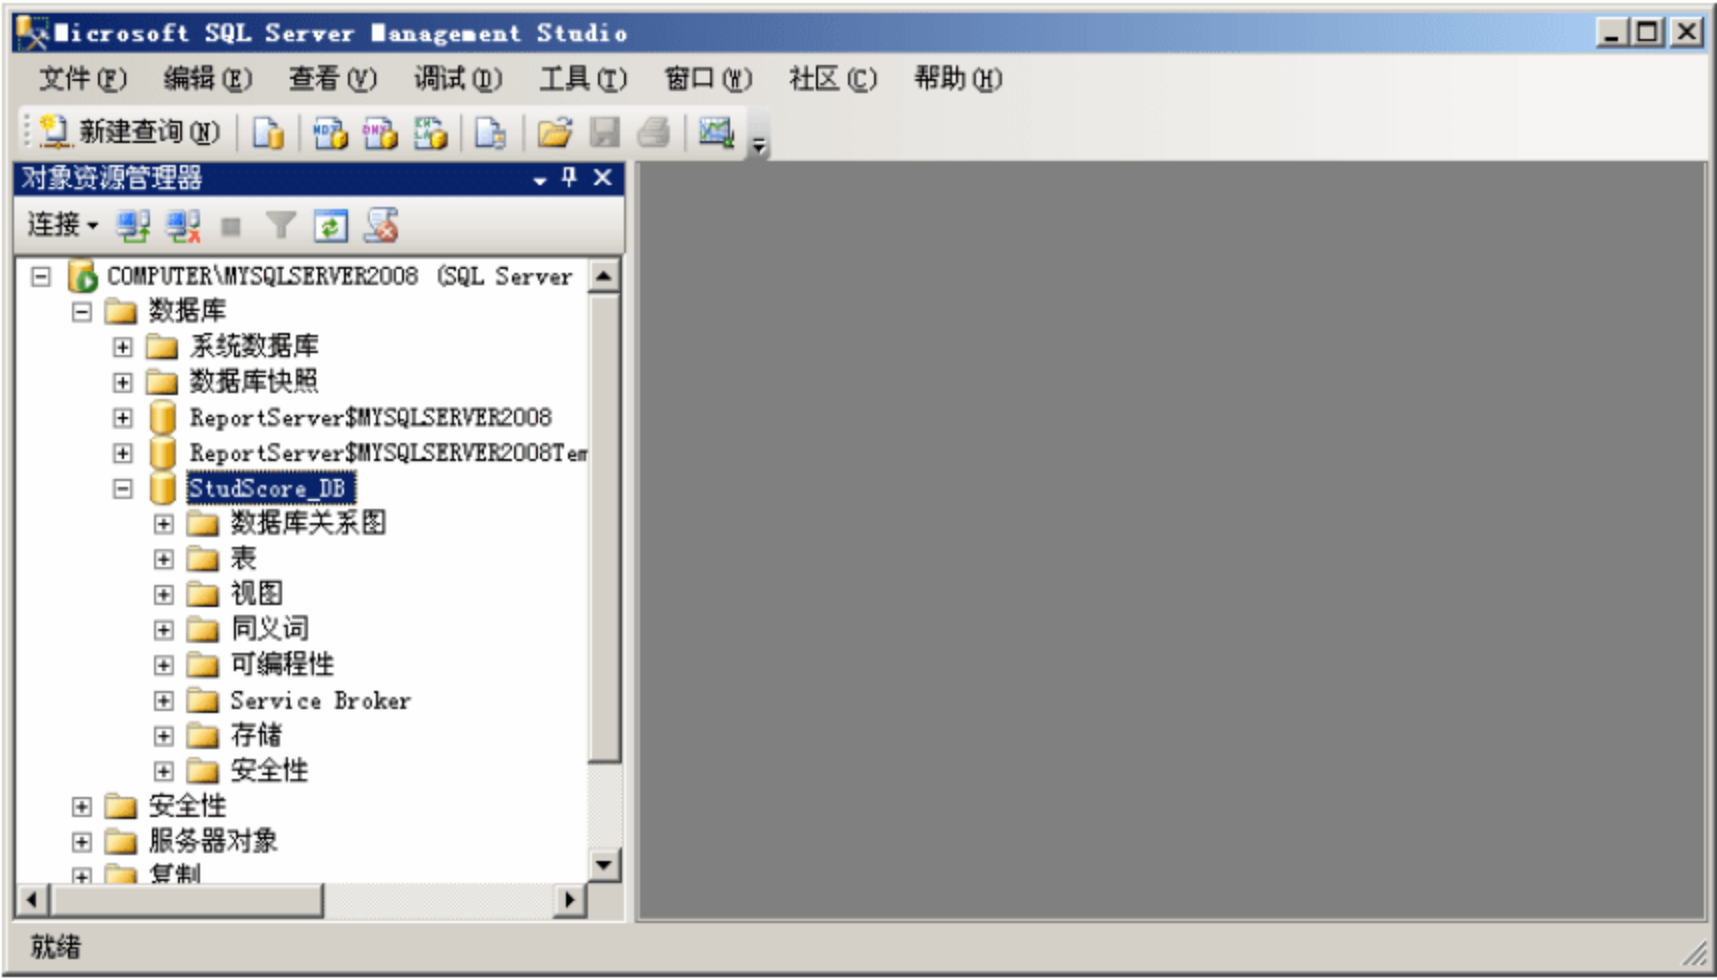 Microsoft SQL Server Management Studio
文件(F) 编辑(E) 查看(V) 调试(D) 工具(T) 窗口(W) 社区(C) 帮助(H)
新建查询(N)
对象资源管理器
连接
COMPUTER\MYSQLSERVER2008 (SQL Server
数据库
系统数据库
数据库快照
ReportServer$MYSQLSERVER2008
ReportServer$MYSQLSERVER2008Tem
StudScore_DB
数据库关系图
表
视图
同义词
可编程性
Service Broker
存储
安全性
安全性
服务器对象
复制
就绪